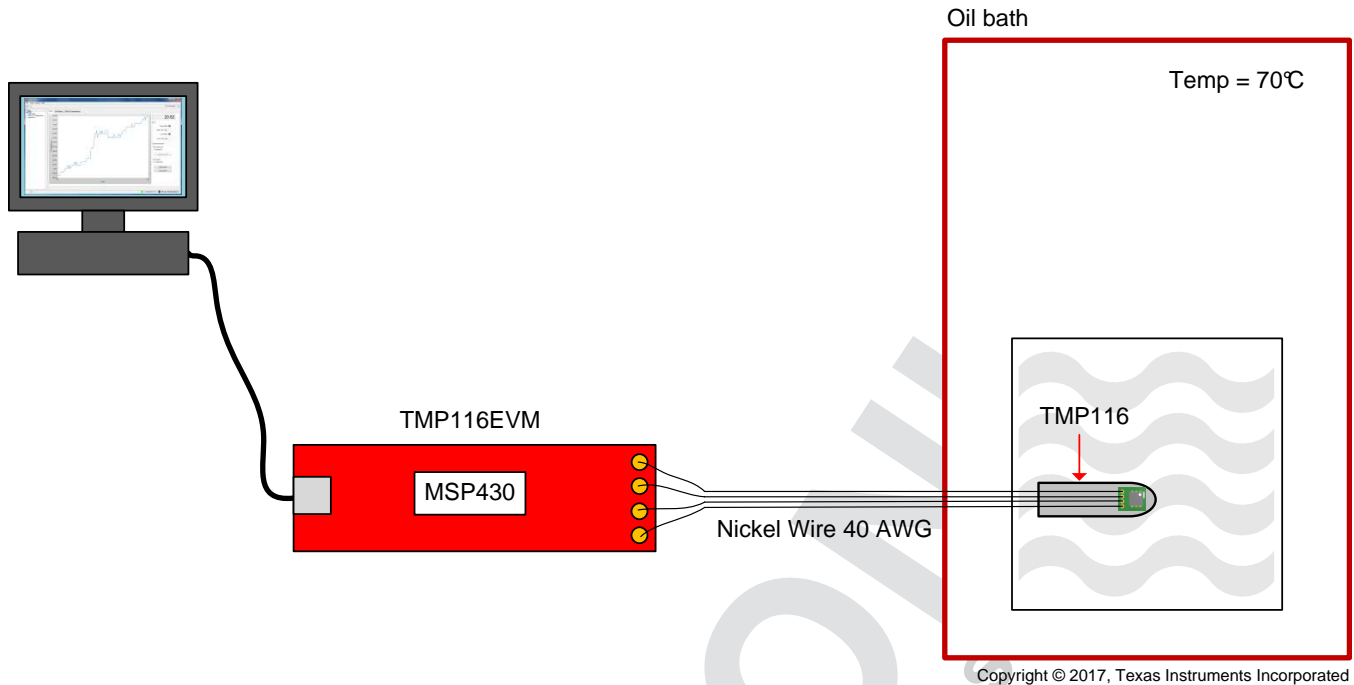 Oil bath
Temp = 70°C
TMP116EVM
MSP430
TMP116
Nickel Wire 40 AWG
Copyright © 2017, Texas Instruments Incorporated